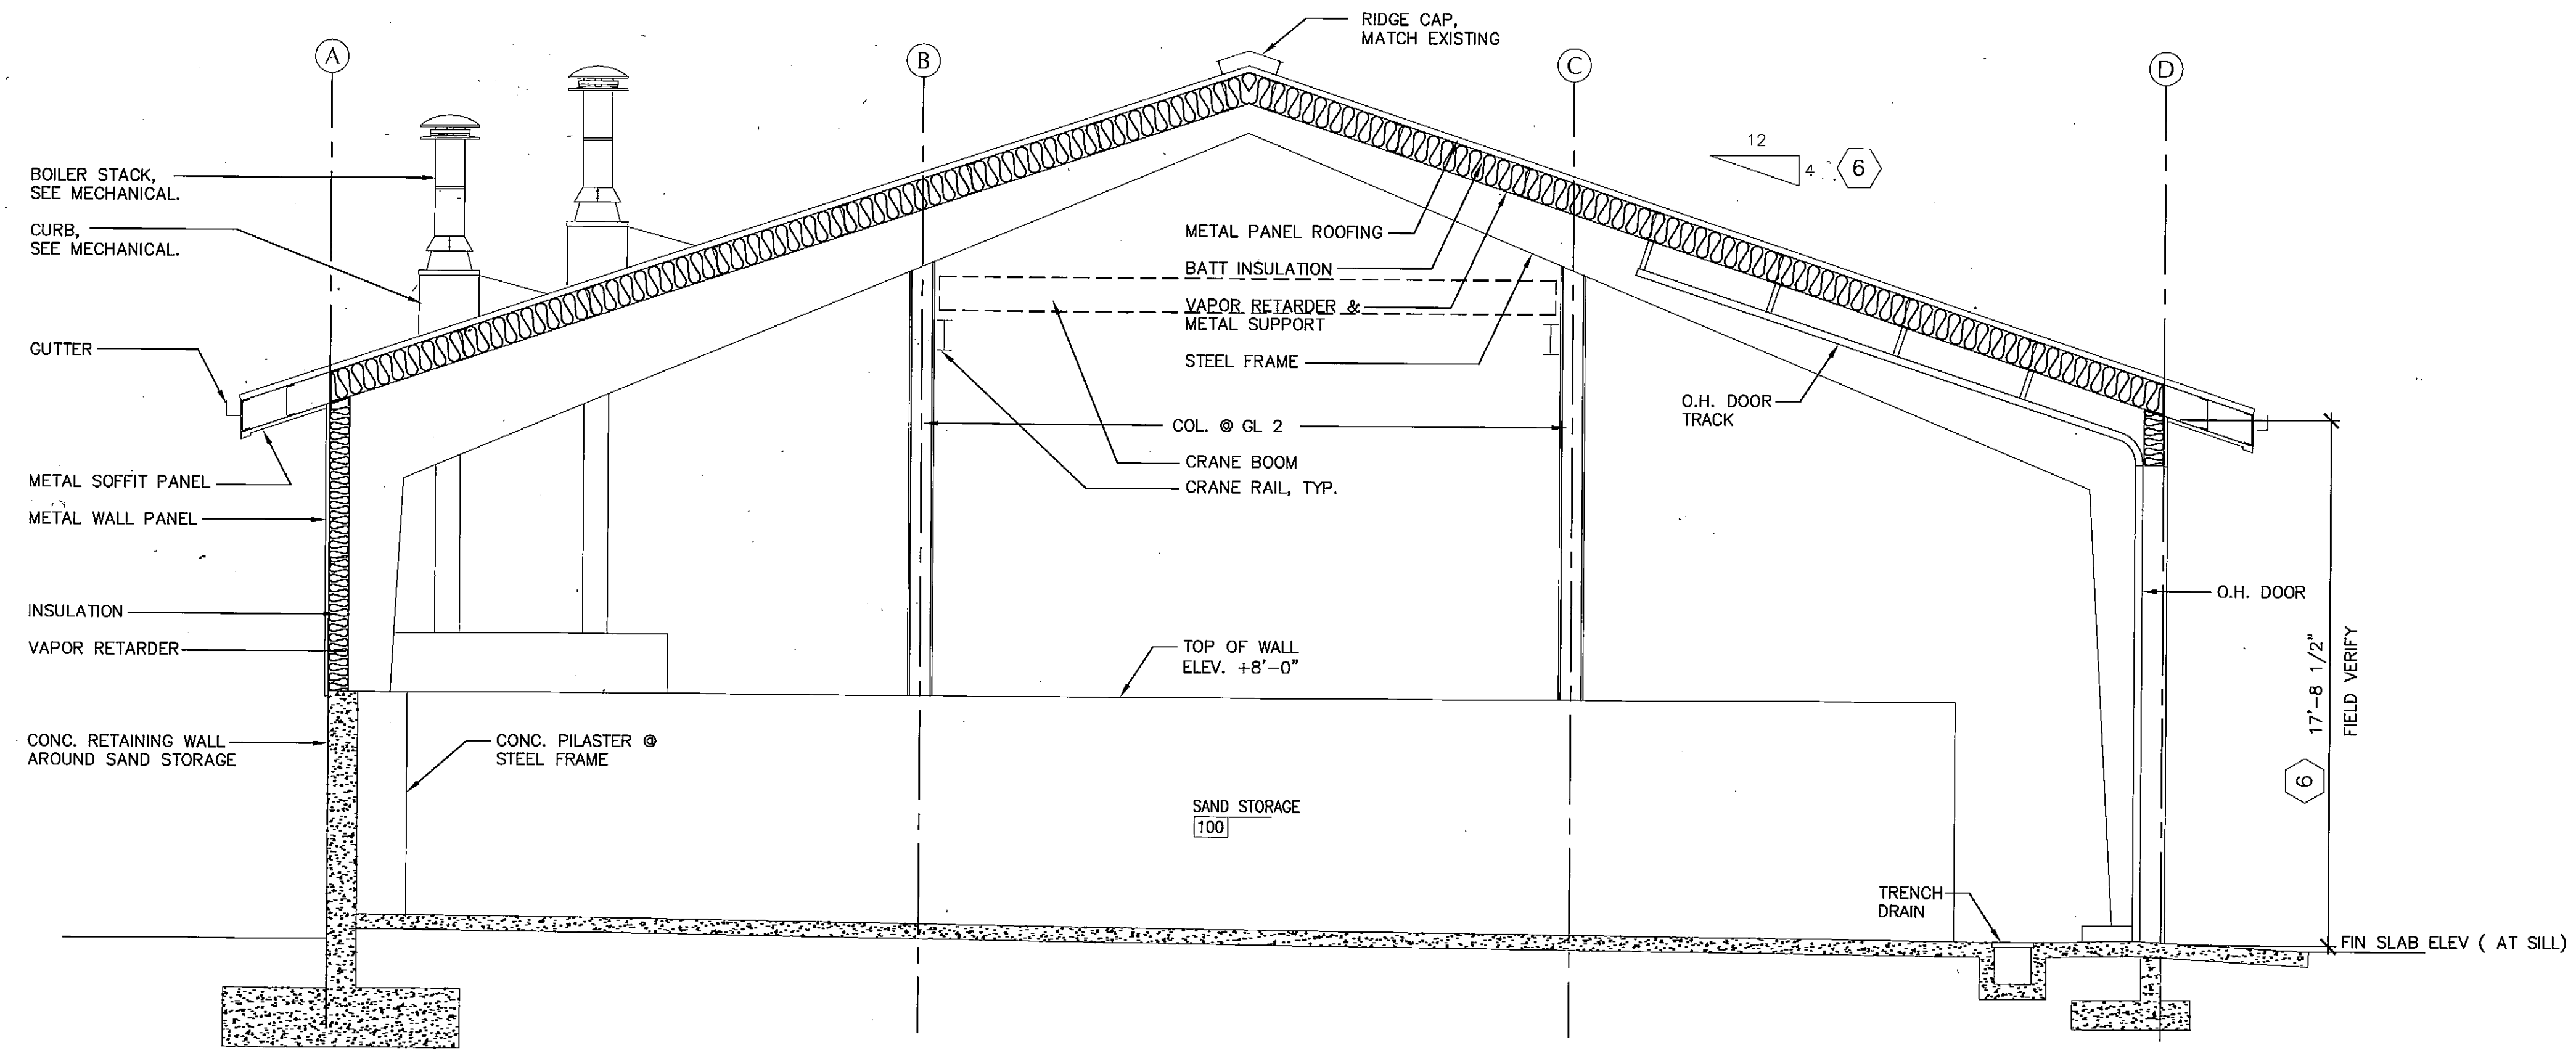 RIDGE CAP,
MATCH EXISTING
A
B
C
D
12
4
6
BOILER STACK,
SEE MECHANICAL.
CURB,
SEE MECHANICAL.
GUTTER
METAL SOFFIT PANEL
METAL WALL PANEL
INSULATION
VAPOR RETARDER
CONC. RETAINING WALL
AROUND SAND STORAGE
METAL PANEL ROOFING
BATT INSULATION
VAPOR RETARDER &
METAL SUPPORT
STEEL FRAME
COL. @ GL 2
CRANE BOOM
CRANE RAIL, TYP.
O.H. DOOR
TRACK
O.H. DOOR
TOP OF WALL
ELEV. +8'-0"
CONC. PILASTER @
STEEL FRAME
SAND STORAGE
100
TRENCH
DRAIN
17'-8 1/2"
FIELD VERIFY
6
FIN SLAB ELEV ( AT SILL)